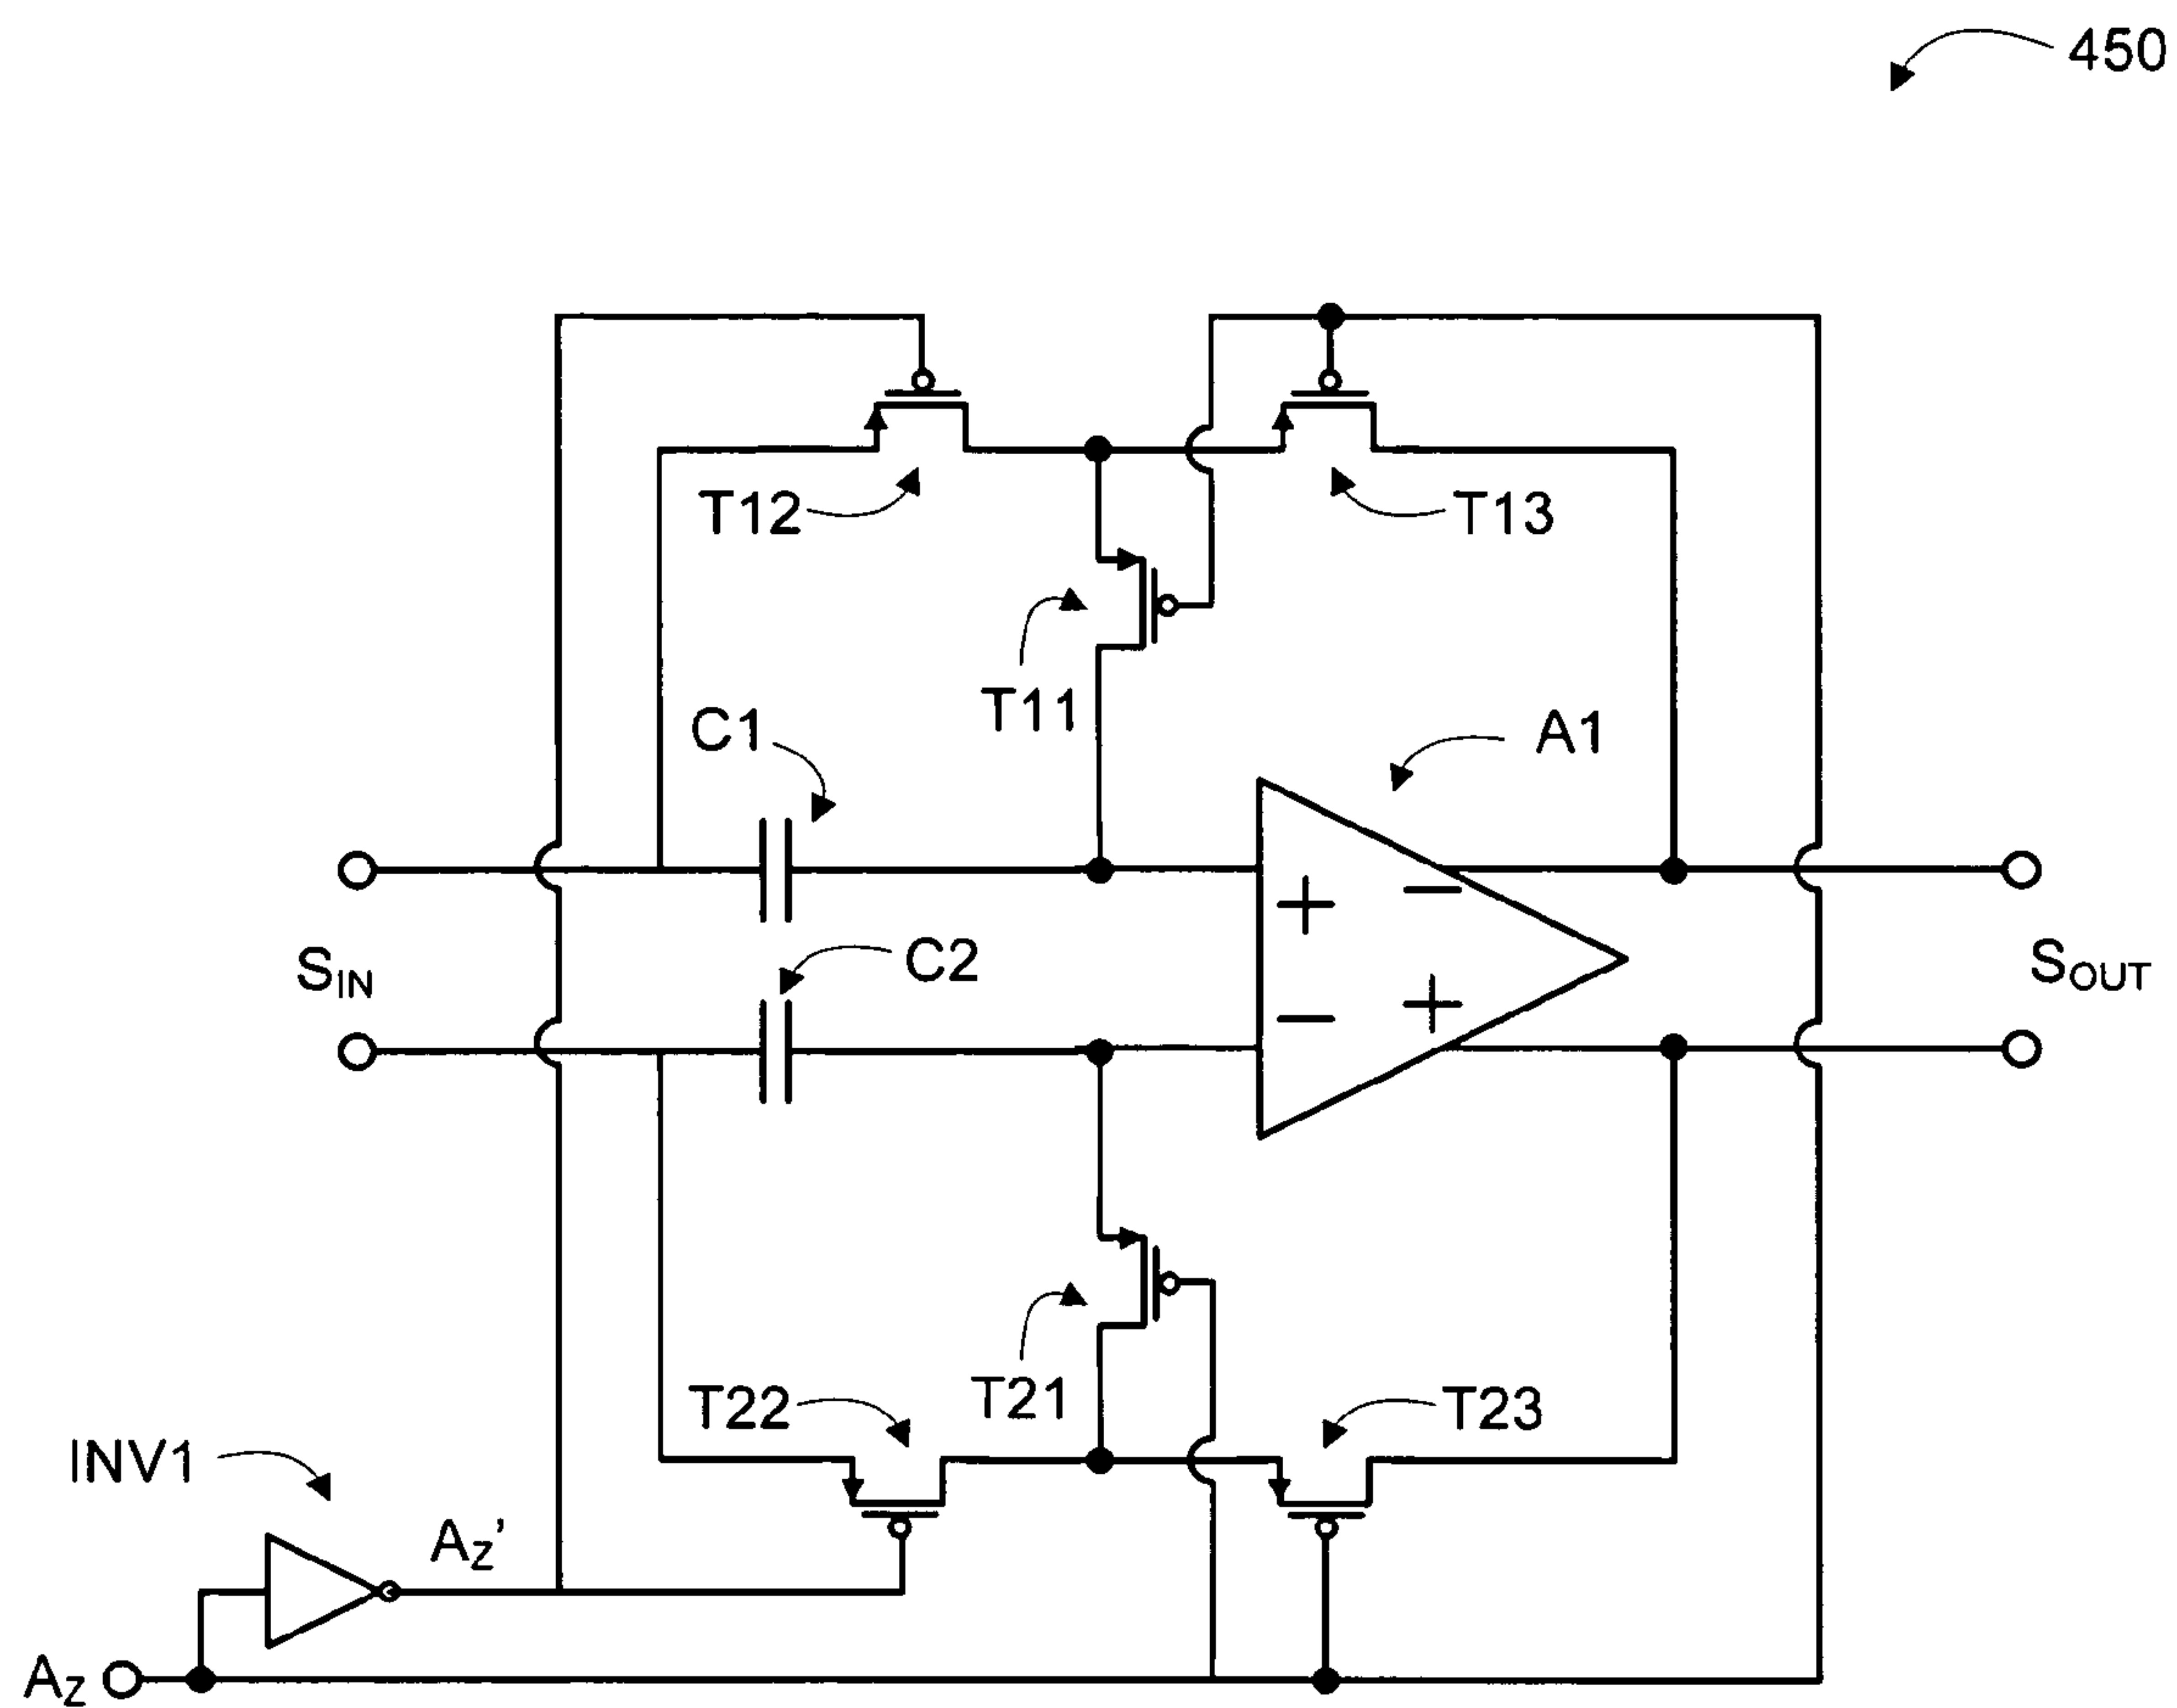 450
T12
T13
T11
C1
A1
C2
SIN
SOUT
+ −
− +
T22
T21
T23
INV1
AZ'
AZ